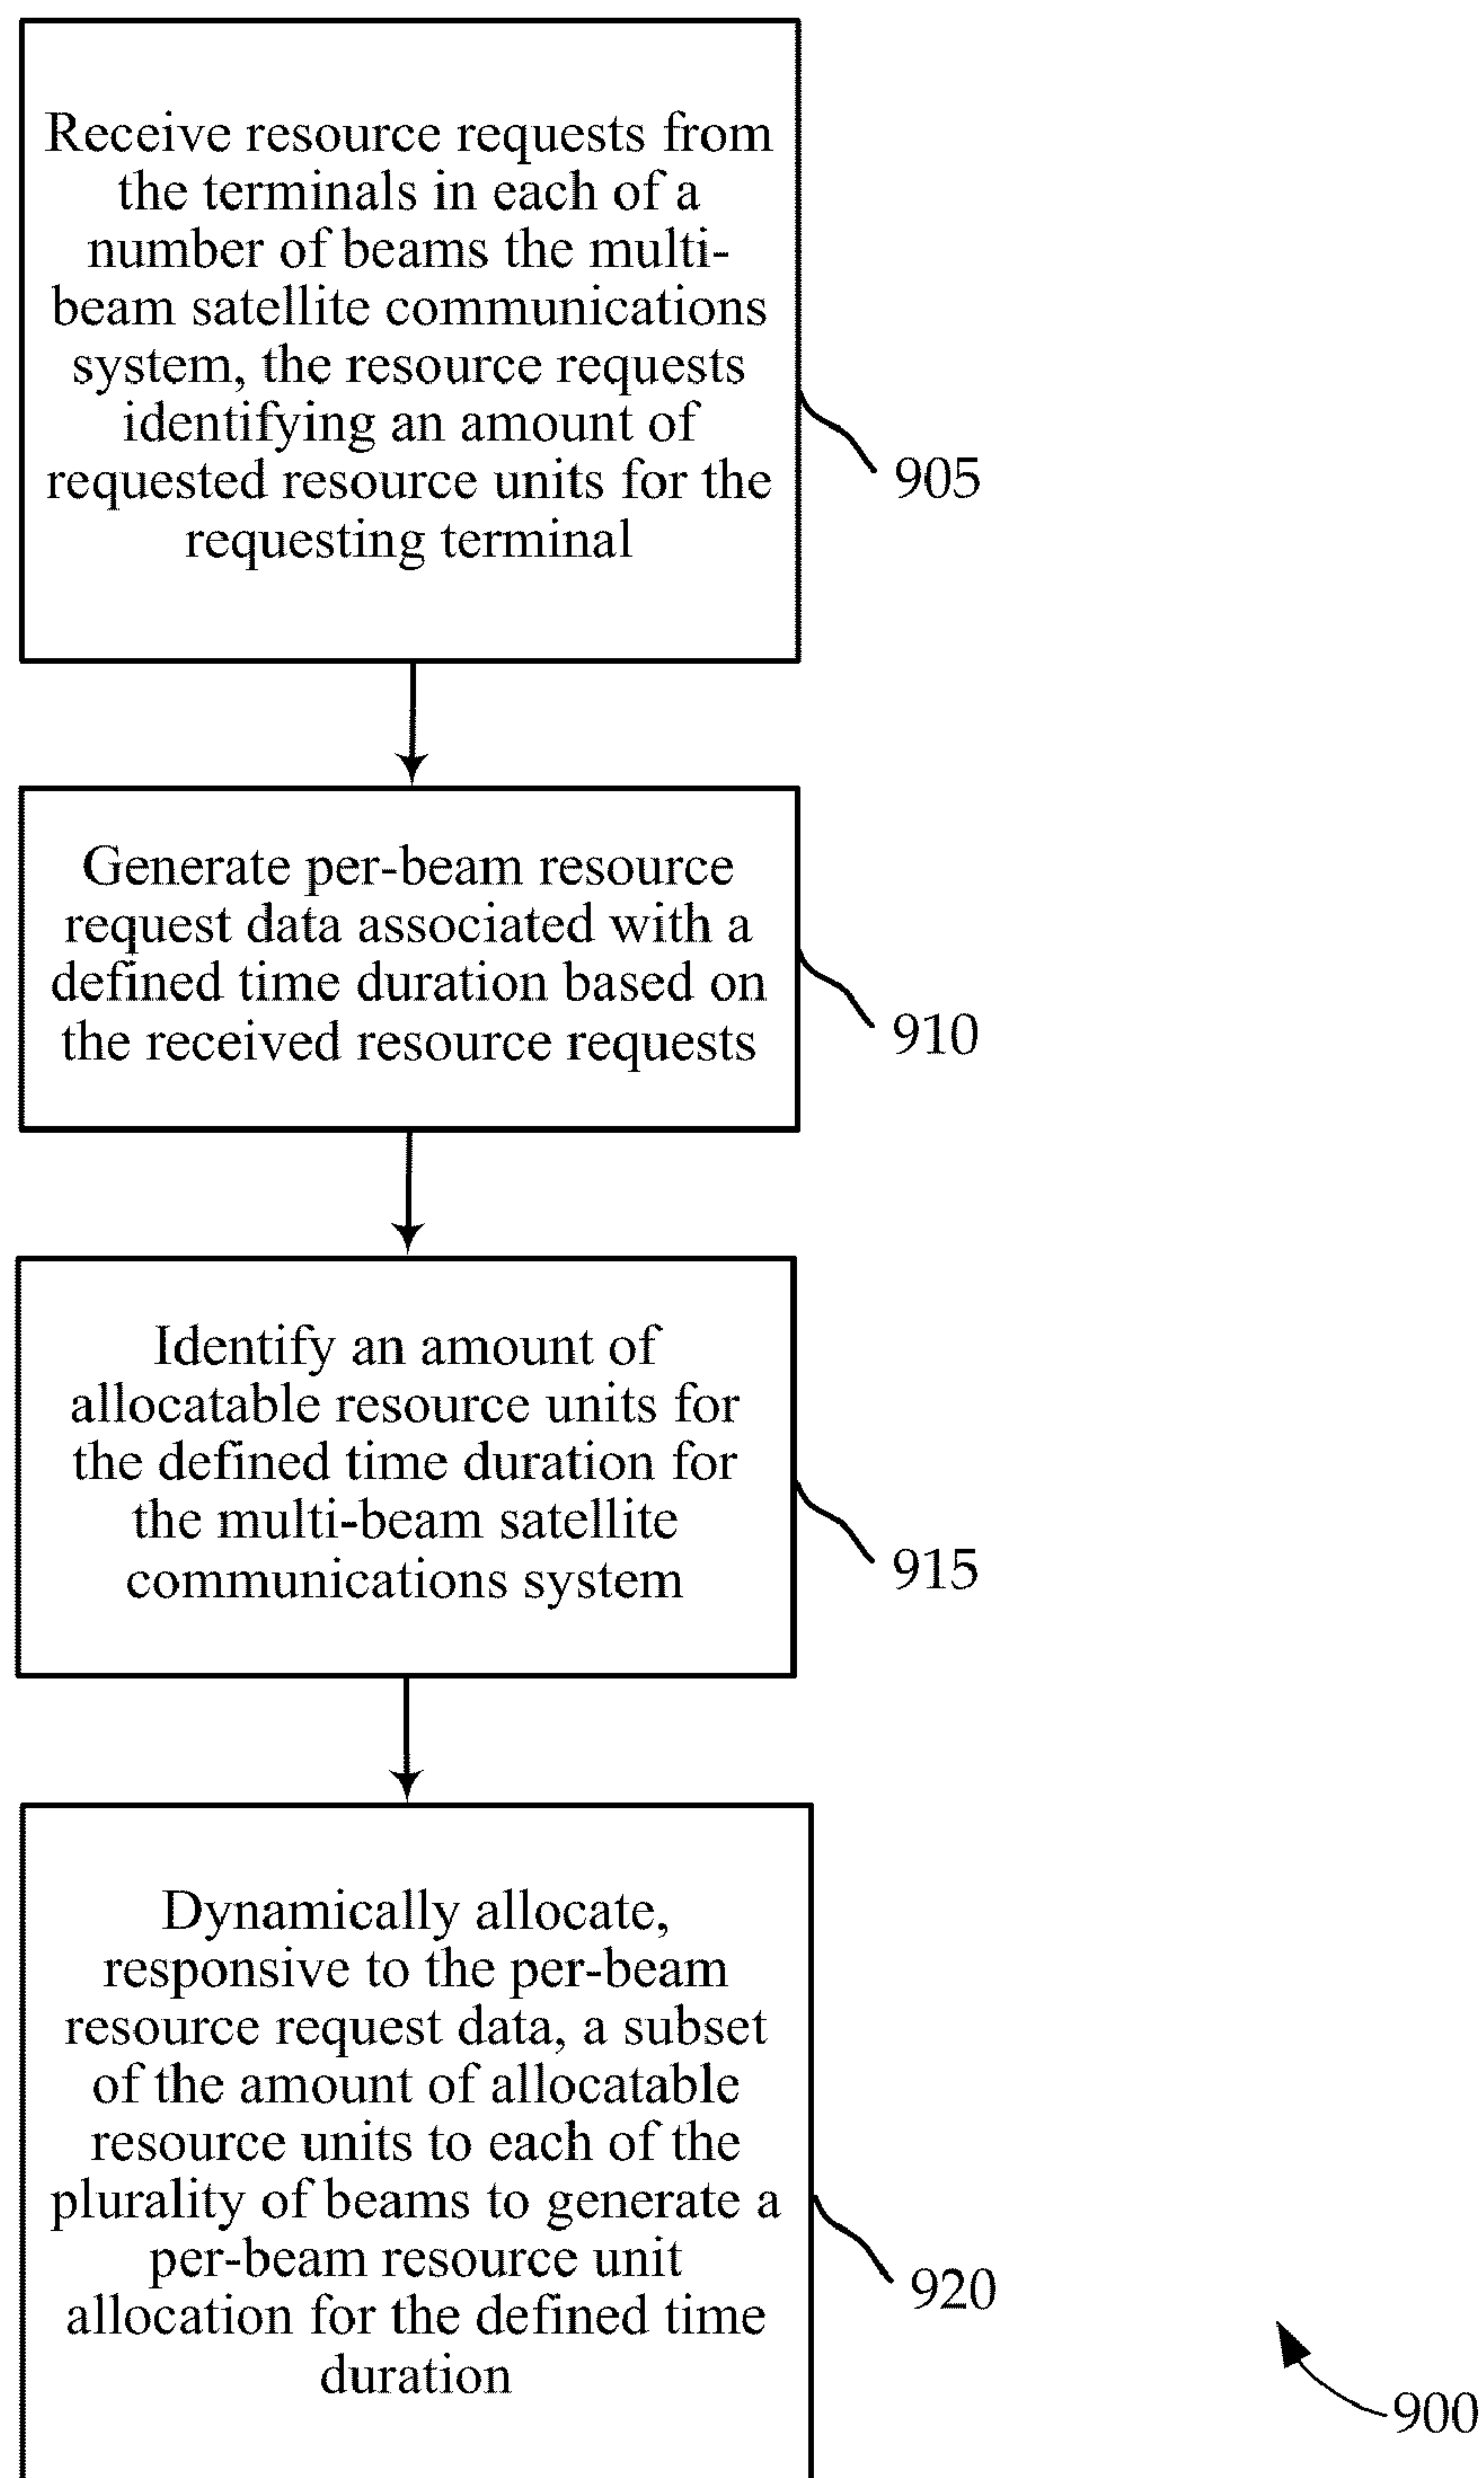 Receive resource requests from
the terminals in each of a
number of beams the multi-
beam satellite communications
system, the resource requests
identifying an amount of
requested resource units for the
requesting terminal
905
Generate per-beam resource
request data associated with a
defined time duration based on
the received resource requests
910
Identify an amount of
allocatable resource units for
the defined time duration for
the multi-beam satellite
communications system
915
Dynamically allocate,
responsive to the per-beam
resource request data, a subset
of the amount of allocatable
resource units to each of the
plurality of beams to generate a
per-beam resource unit
allocation for the defined time
duration
920
900